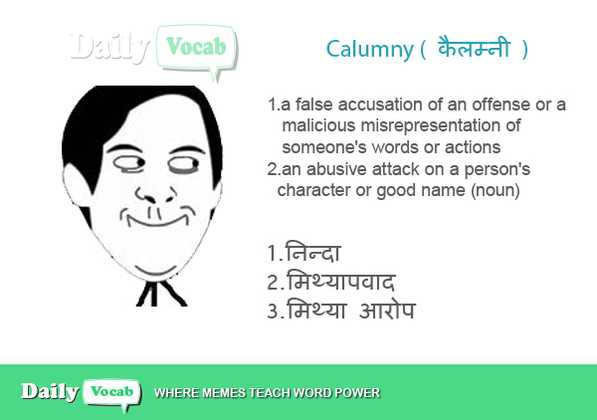 Daily Vocab
Calumny ( कैलम्नी )
1.a false accusation of an offense or a
malicious misrepresentation of
someone's words or actions
2.an abusive attack on a person's
character or good name (noun)
1.निन्दा
2.मिथ्यापवाद
3.मिथ्या आरोप
Daily Vocab WHERE MEMES TEACH WORD POWER